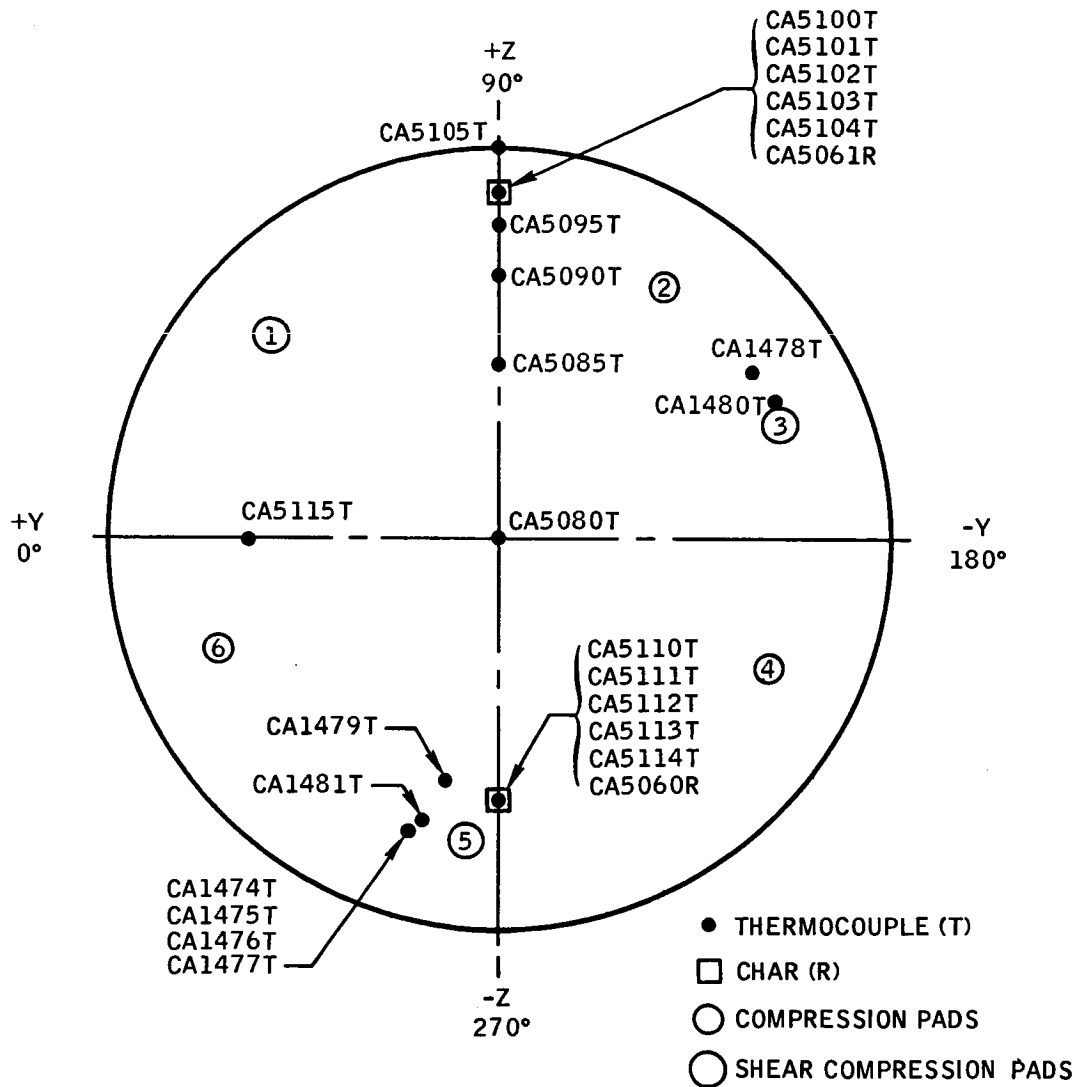 CA5100T
CA5101T
CA5102T
CA5103T
CA5104T
CA5061R
+Z
90°
CA5105T
CA5095T
CA5090T
2
1
CA1478T
CA5085T
CA1480T
3
CA5115T
CA5080T
+Y
0°
-Y
180°
6
4
CA5110T
CA5111T
CA5112T
CA5113T
CA5114T
CA5060R
CA1479T
CA1481T
5
CA1474T
CA1475T
CA1476T
CA1477T
-Z
270°
THERMOCOUPLE (T)
CHAR (R)
COMPRESSION PADS
SHEAR COMPRESSION PADS